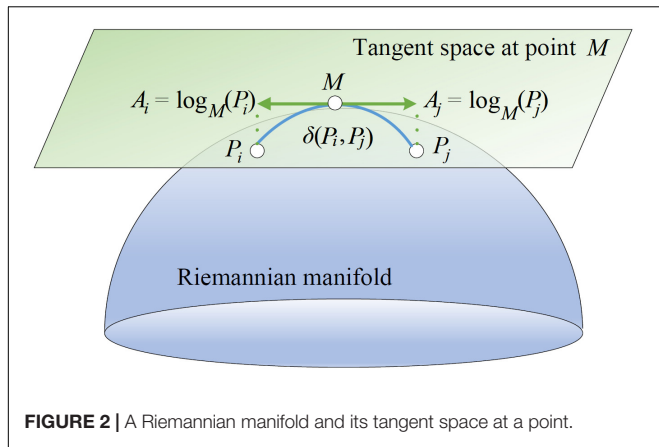 Tangent space at point M
M
A_i = log_M(P_i)
A_j = log_M(P_j)
δ(P_i, P_j)
P_i
P_j
Riemannian manifold
FIGURE 2 | A Riemannian manifold and its tangent space at a point.